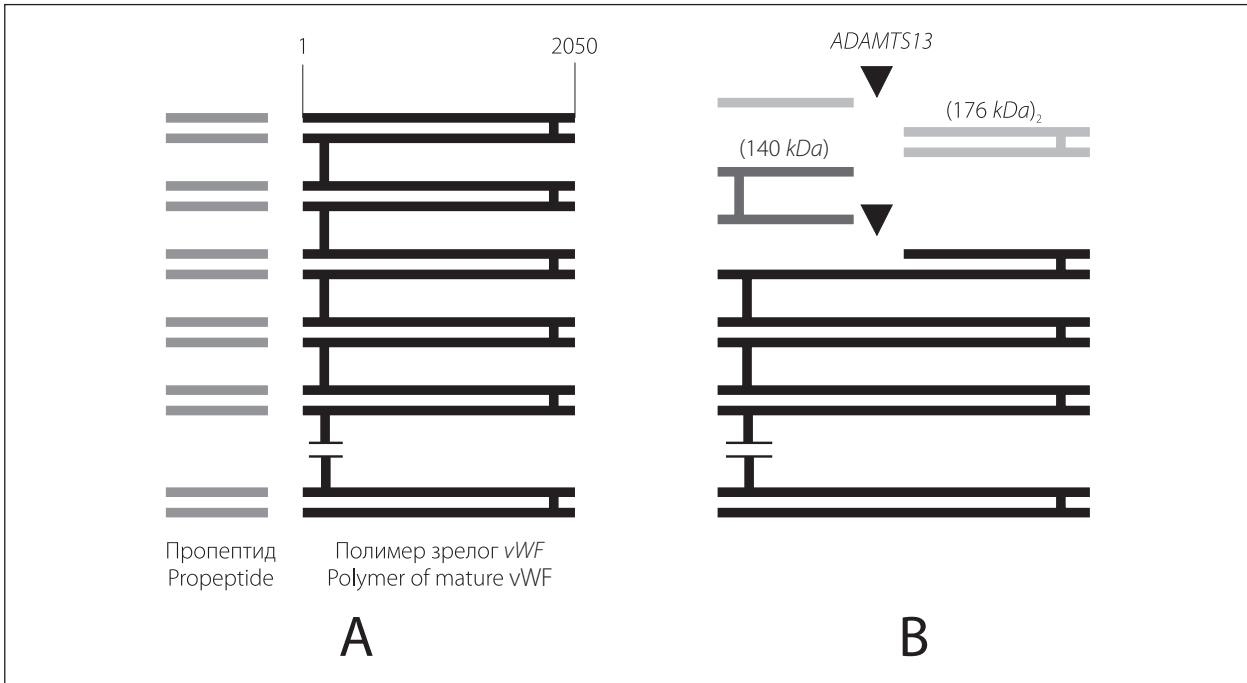 1
2050
Пропептид
Propeptide
Полимер зрелог vWF
Polymer of mature vWF
A
ADAMTS13
(176 kDa)₂
(140 kDa)
B